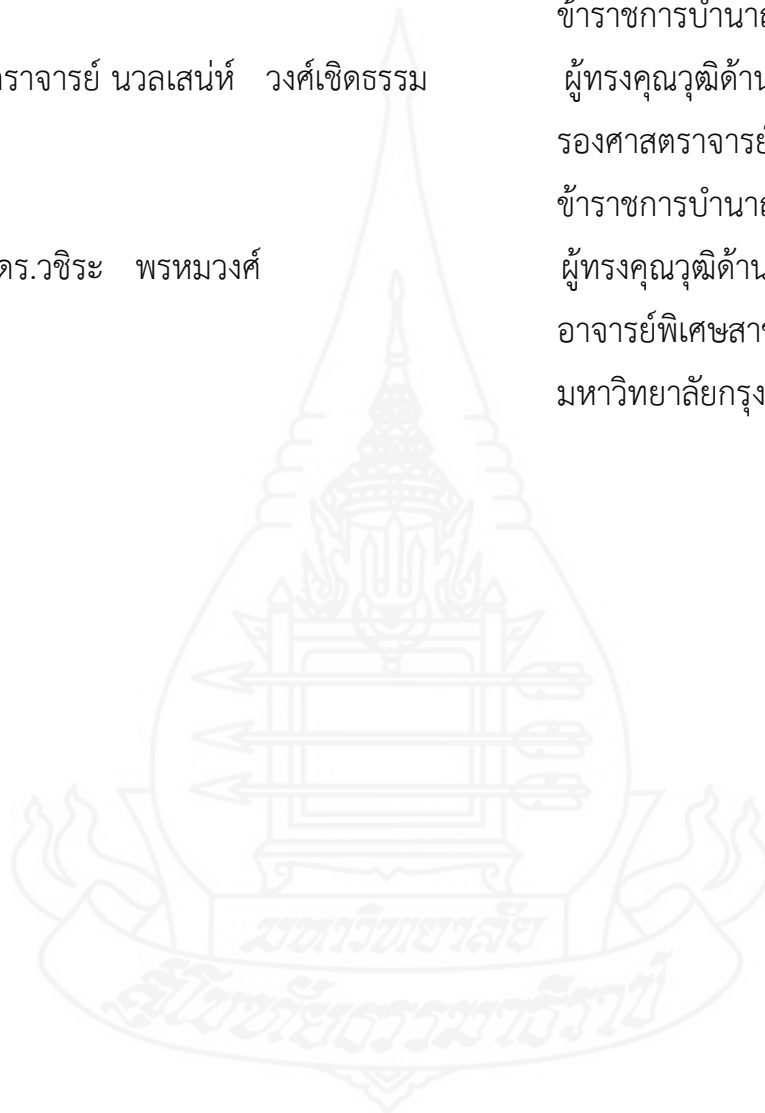 ข้าราชการบำนาญ
ตราจารย์ นวลเสน่ห์ วงศ์เชิดธรรม ผู้ทรงคุณวุฒิด้าน
รองศาสตราจารย์
ข้าราชการบำนาญ
ดร.วชิระ พรหมวงศ์ ผู้ทรงคุณวุฒิด้าน
อาจารย์พิเศษสาข
มหาวิทยาลัยกรุง
มหาวิทยาลัย
สุโขทัยธรรมาธิราช